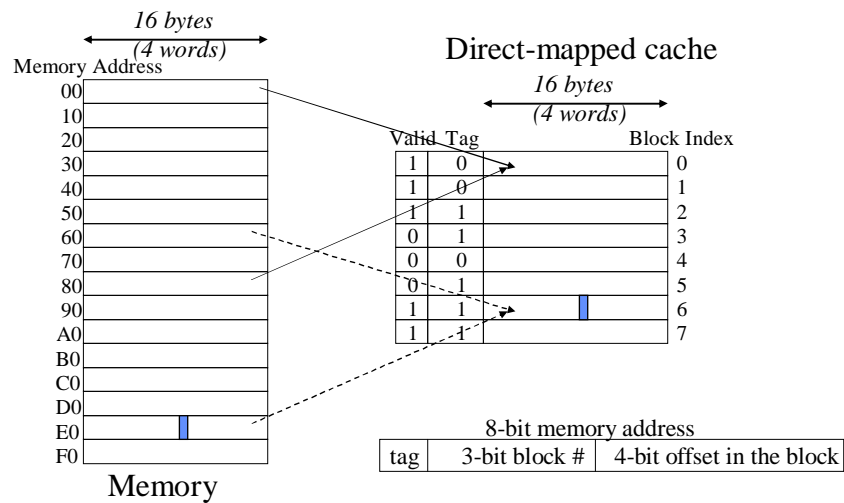 16 bytes
(4 words)
Memory Address
00
10
20
30
40
50
60
70
80
90
A0
B0
C0
D0
E0
F0
Memory
Direct-mapped cache
16 bytes
(4 words)
Valid Tag Block Index
1 0 0
1 0 1
1 1 2
0 1 3
0 0 4
0 1 5
1 1 6
1 1 7
8-bit memory address
tag 3-bit block # 4-bit offset in the block